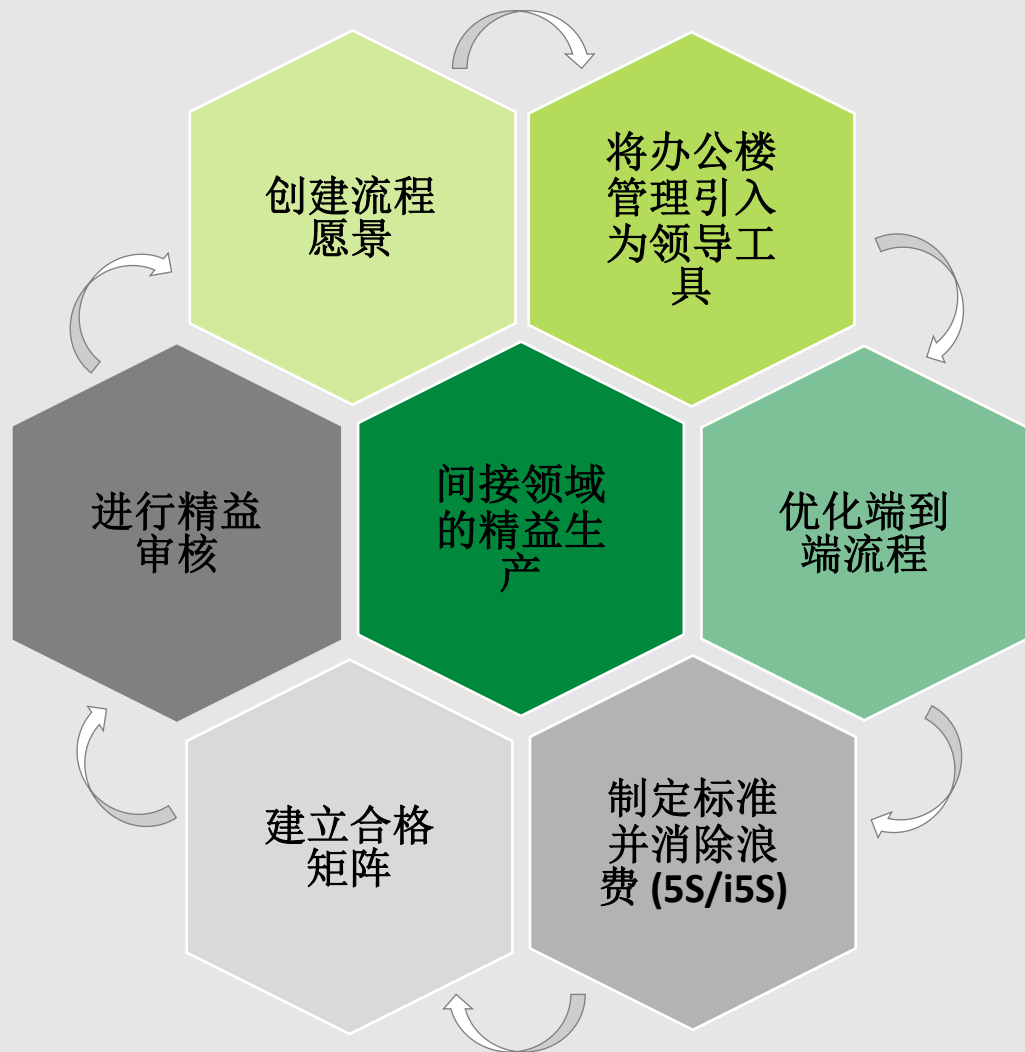 创建流程
愿景
将办公楼
管理引入
为领导工
具
进行精益
审核
间接领域
的精益生
产
优化端到
端流程
建立合格
矩阵
制定标准
并消除浪
费 (5S/i5S)